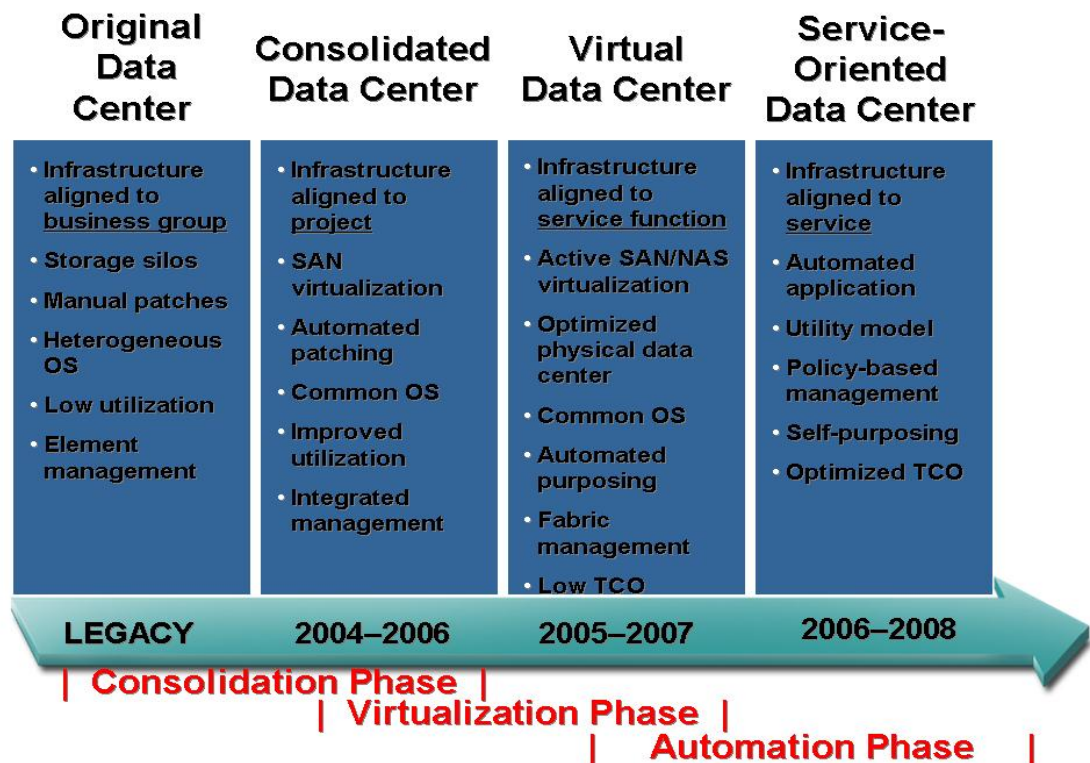 Original
Data
Center
• Infrastructure
aligned to
business group
• Storage silos
• Manual patches
• Heterogeneous
OS
• Low utilization
• Element
management
Consolidated
Data Center
• Infrastructure
aligned to
project
• SAN
virtualization
• Automated
patching
• Common OS
• Improved
utilization
• Integrated
management
Virtual
Data Center
• Infrastructure
aligned to
service function
• Active SAN/NAS
virtualization
• Optimized
physical data
center
• Common OS
• Automated
purposing
• Fabric
management
• Low TCO
Service-
Oriented
Data Center
• Infrastructure
aligned to
service
• Automated
application
• Utility model
• Policy-based
management
• Self-purposing
• Optimized TCO
LEGACY
2004–2006
2005–2007
2006–2008
| Consolidation Phase |
| Virtualization Phase |
| Automation Phase |